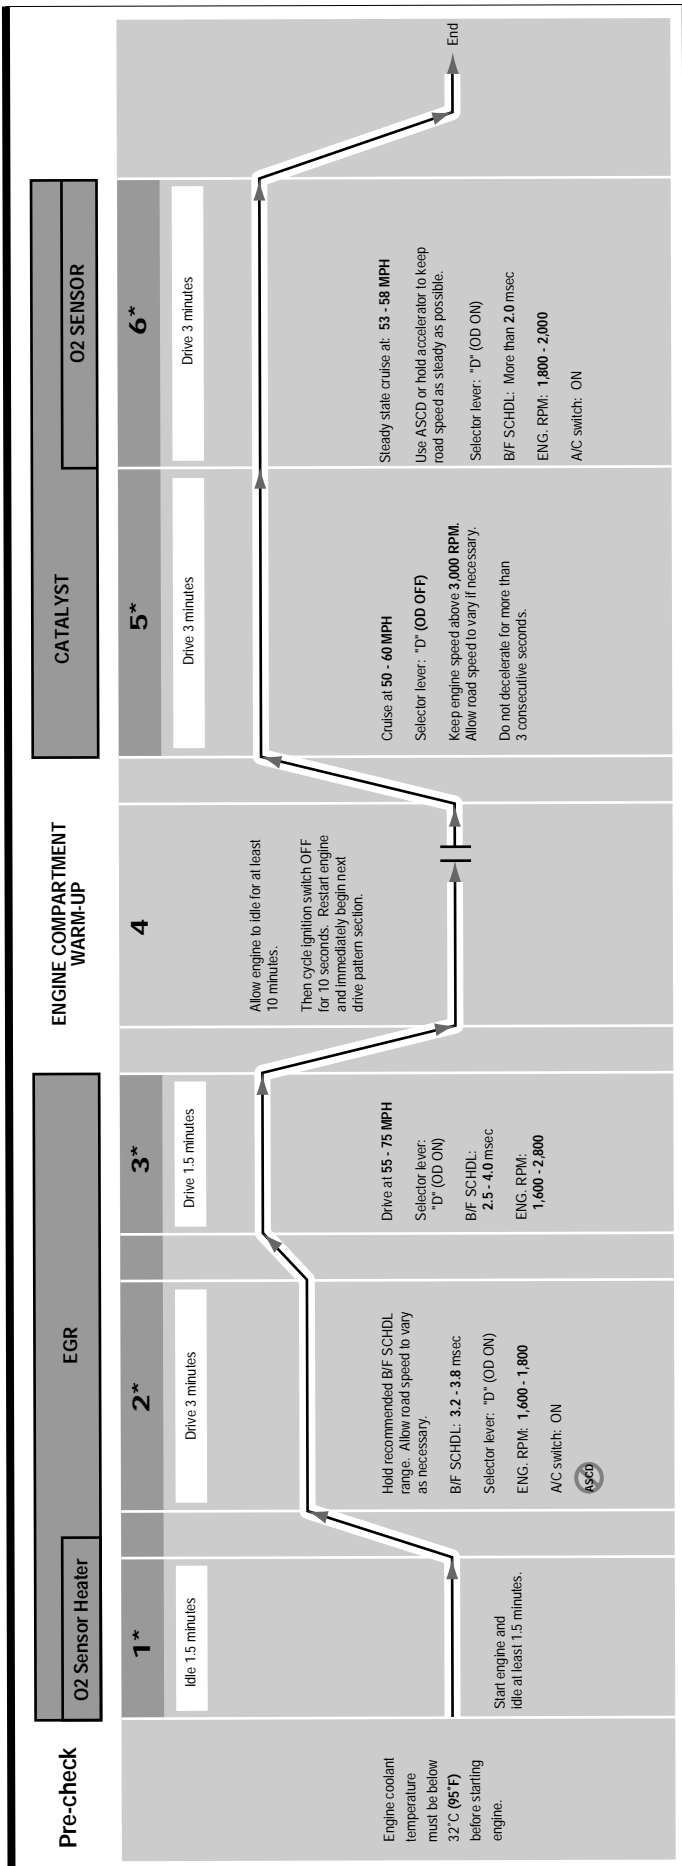 Pre-check
EGR
O2 Sensor Heater
ENGINE COMPARTMENT
WARM-UP
CATALYST
O2 SENSOR
Engine coolant
temperature
must be below
32˚C (95˚F)
before starting
engine.
1*
Idle 1.5 minutes
Start engine and
idle at least 1.5 minutes.
2*
Drive 3 minutes
Hold recommended B/F SCHDL
range. Allow road speed to vary
as necessary.
B/F SCHDL: 3.2 - 3.8 msec
Selector lever: "D" (OD ON)
ENG. RPM: 1,600 - 1,800
A/C switch: ON
ASCD
3*
Drive 1.5 minutes
Drive at 55 - 75 MPH
Selector lever:
"D" (OD ON)
B/F SCHDL:
2.5 - 4.0 msec
ENG. RPM:
1,600 - 2,800
4
Allow engine to idle for at least
10 minutes.
Then cycle ignition switch OFF
for 10 seconds. Restart engine
and immediately begin next
drive pattern section.
5*
Drive 3 minutes
Cruise at 50 - 60 MPH
Selector lever: "D" (OD OFF)
Keep engine speed above 3,000 RPM.
Allow road speed to vary if necessary.
Do not decelerate for more than
3 consecutive seconds.
6*
Drive 3 minutes
Steady state cruise at: 53 - 58 MPH
Use ASCD or hold accelerator to keep
road speed as steady as possible.
Selector lever: "D" (OD ON)
B/F SCHDL: More than 2.0 msec
ENG. RPM: 1,800 - 2,000
A/C switch: ON
End